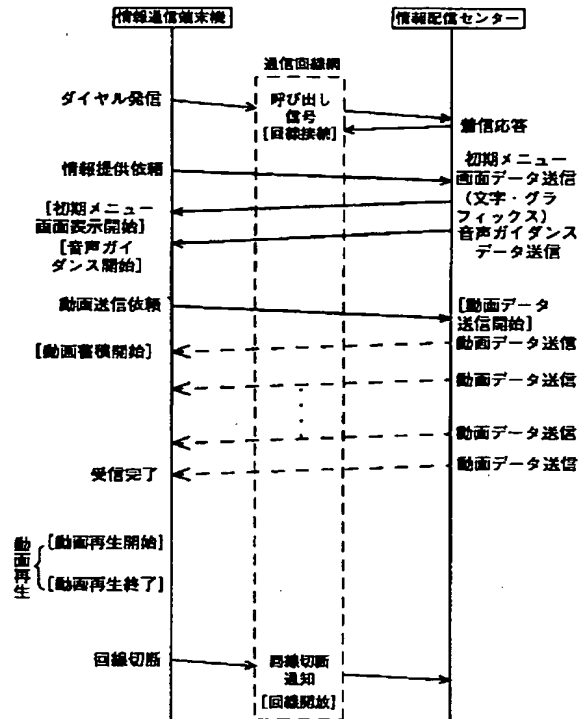 情報通信端末機
情報配信センター
通信回線網
ダイヤル発信
呼び出し
信号
[回線接続]
着信応答
情報提供依頼
初期メニュー
画面データ送信
(文字・グラ
フィックス)
[初期メニュー
画面表示開始]
音声ガイダンス
データ送信
[音声ガイ
ダンス開始]
動画送信依頼
[動画データ
送信開始]
動画データ送信
[動画蓄積開始]
動画データ送信
動画データ送信
動画データ送信
受信完了
動画再生
[動画再生開始]
[動画再生終了]
回線切断
回線切断
通知
[回線開放]